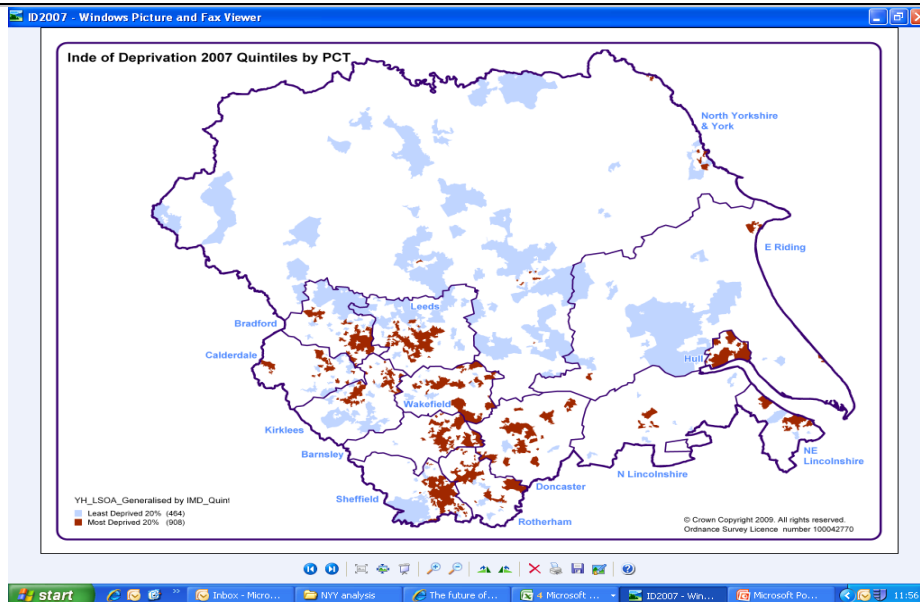 ID2007 - Windows Picture and Fax Viewer
Inde of Deprivation 2007 Quintiles by PCT
North Yorkshire
& York
E Riding
Leeds
Bradford
Calderdale
Hull
Wakefield
Kirklees
Barnsley
NE
Lincolnshire
N Lincolnshire
Doncaster
Sheffield
Rotherham
YH_LSOA_Generalised by IMD_Quint
Least Deprived 20% (464)
Most Deprived 20% (908)
© Crown Copyright 2009. All rights reserved.
Ordnance Survey Licence number 100042770
start
Inbox - Micro...
NYY analysis
The future of...
4 Microsoft ...
ID2007 - Win...
Microsoft Po...
11:56